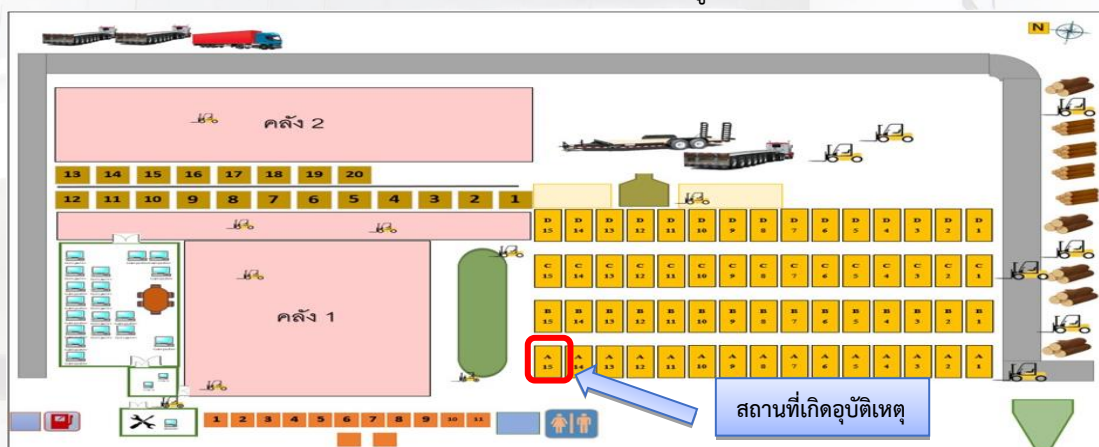 N
คลัง 2
13 14 15 16 17 18 19 20
12 11 10 9 8 7 6 5 4 3 2 1
D 15 D 14 D 13 D 12 D 11 D 10 D 9 D 8 D 7 D 6 D 5 D 4 D 3 D 2 D 1
C 15 C 14 C 13 C 12 C 11 C 10 C 9 C 8 C 7 C 6 C 5 C 4 C 3 C 2 C 1
คลัง 1
B 15 B 14 B 13 B 12 B 11 B 10 B 9 B 8 B 7 B 6 B 5 B 4 B 3 B 2 B 1
A 15 A 14 A 13 A 12 A 11 A 10 A 9 A 8 A 7 A 6 A 5 A 4 A 3 A 2 A 1
สถานที่เกิดอุบัติเหตุ
1 2 3 4 5 6 7 8 9 10 11